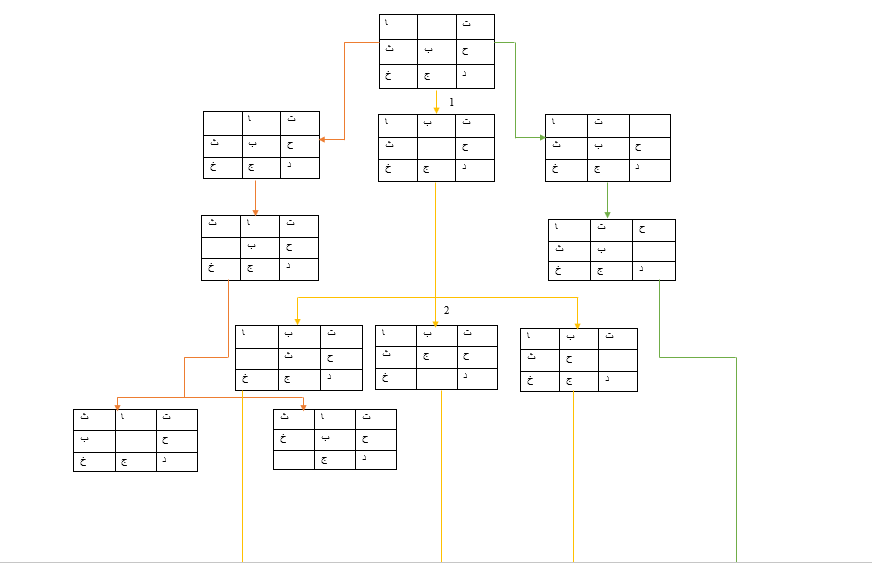 ا ت
ث ب ح
خ ج د
1
ا ت
ث ب ح
خ ج د
ا ب ت
ث ح
خ ج د
ا ت
ث ب ح
خ ج د
ث ا ت
ب ح
خ ج د
ا ت ح
ث ب
خ ج د
2
ا ب ت
ث ح
خ ج د
ا ب ت
ث ج ح
خ د
ا ب ت
ث ح
خ ج د
ث ا ت
ب ح
خ ج د
ث ا ت
خ ب ح
ج د